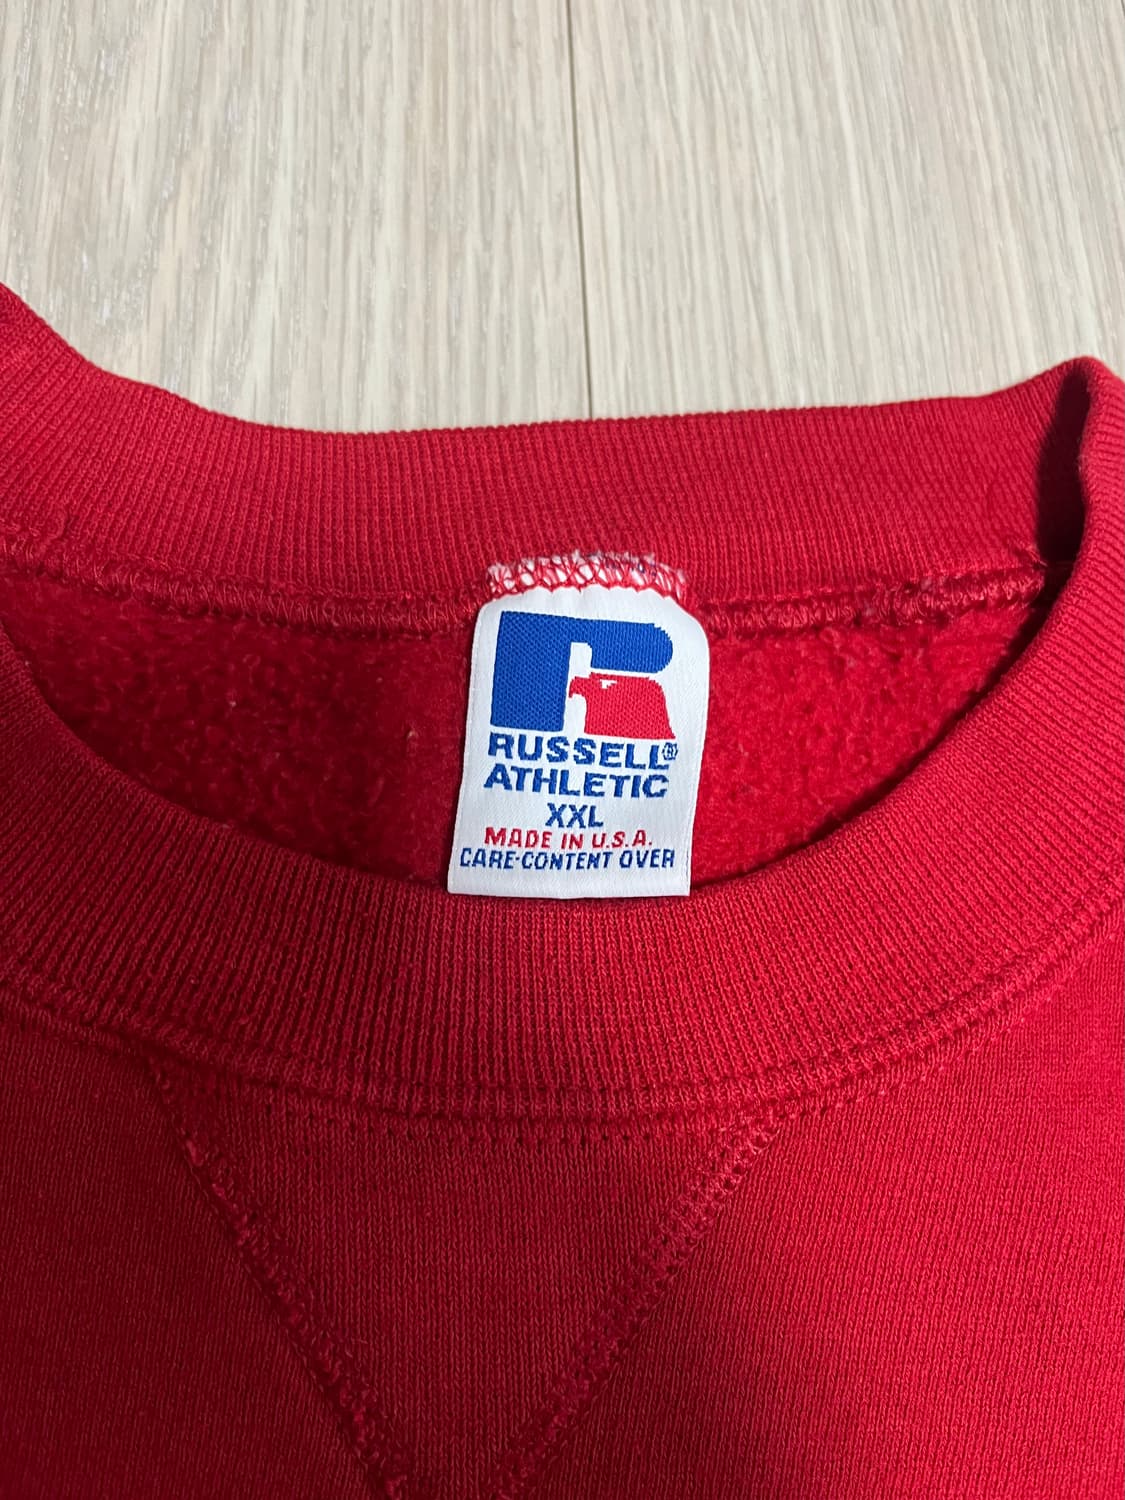 RUSSELL®
ATHLETIC
XXL
MADE IN U.S.A.
CARE-CONTENT OVER